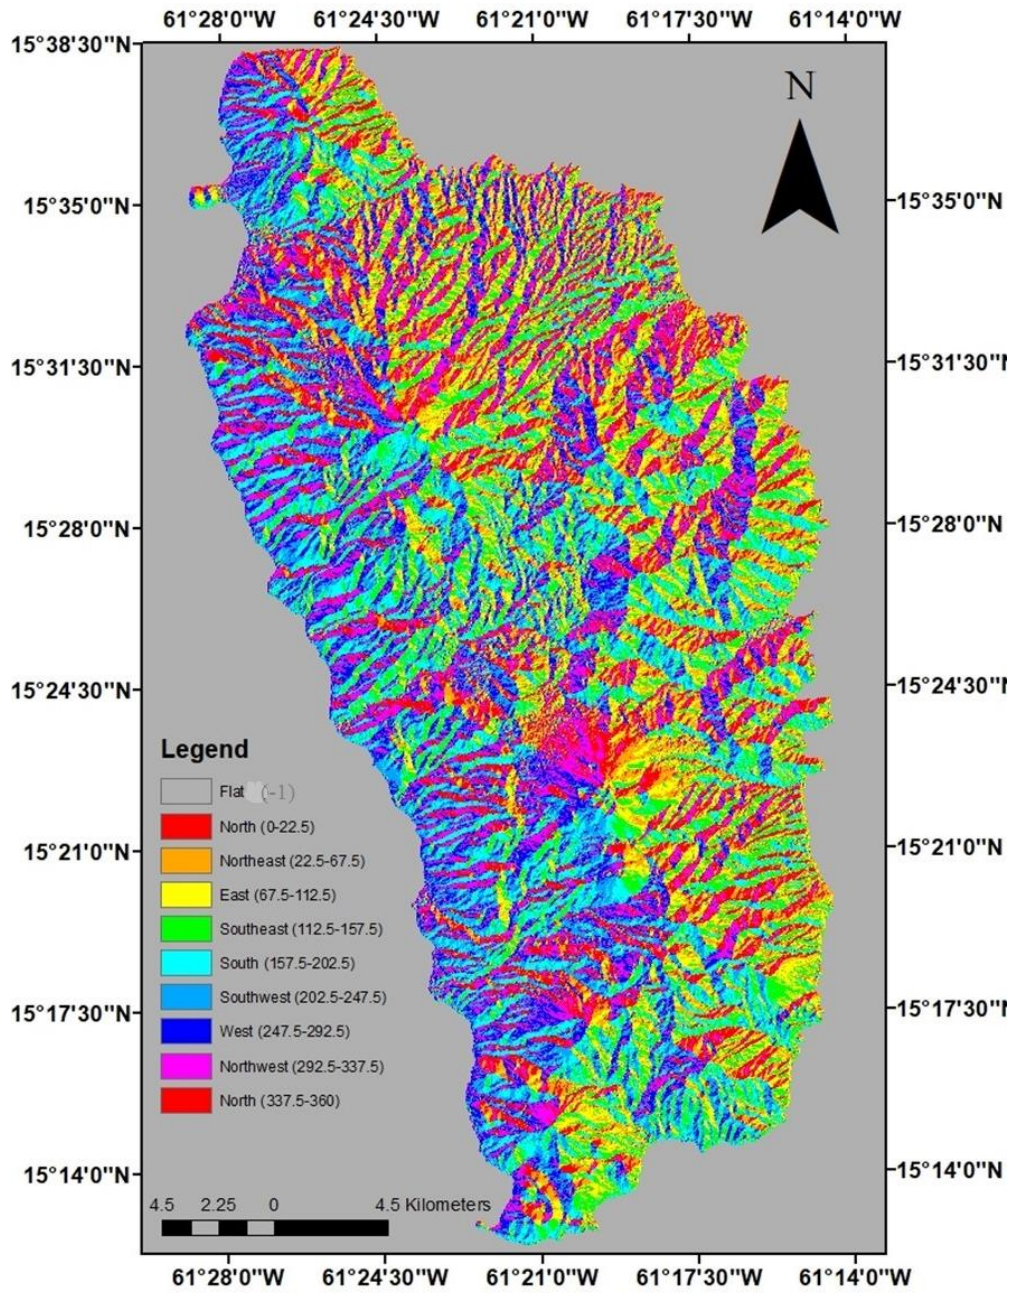 61°28'0"W 61°24'30"W 61°21'0"W 61°17'30"W 61°14'0"W
15°38'30"N
15°35'0"N 15°35'0"N
N
15°31'30"N 15°31'30"N
15°28'0"N 15°28'0"N
15°24'30"N 15°24'30"N
Legend
Flat (-1)
North (0-22.5)
15°21'0"N 15°21'0"N
Northeast (22.5-67.5)
East (67.5-112.5)
Southeast (112.5-157.5)
South (157.5-202.5)
Southwest (202.5-247.5)
15°17'30"N 15°17'30"N
West (247.5-292.5)
Northwest (292.5-337.5)
North (337.5-360)
15°14'0"N 15°14'0"N
4.5 2.25 0 4.5 Kilometers
61°28'0"W 61°24'30"W 61°21'0"W 61°17'30"W 61°14'0"W